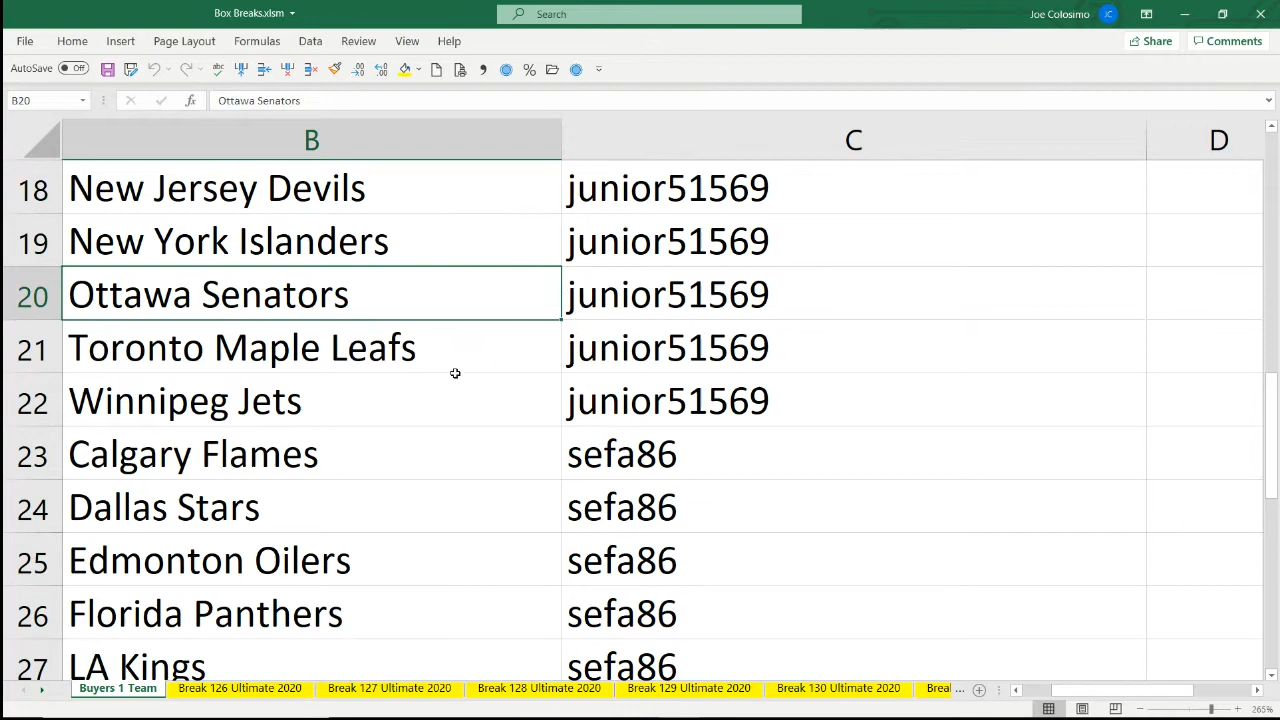 Box Breaks.xlsm
Search
Joe Colosimo JC
File Home Insert Page Layout Formulas Data Review View Help Share Comments
AutoSave Off abc %
B20 fx Ottawa Senators
B C D
18 New Jersey Devils junior51569
19 New York Islanders junior51569
20 Ottawa Senators junior51569
21 Toronto Maple Leafs junior51569
22 Winnipeg Jets junior51569
23 Calgary Flames sefa86
24 Dallas Stars sefa86
25 Edmonton Oilers sefa86
26 Florida Panthers sefa86
27 LA Kings sefa86
Buyers 1 Team Break 126 Ultimate 2020 Break 127 Ultimate 2020 Break 128 Ultimate 2020 Break 129 Ultimate 2020 Break 130 Ultimate 2020 Break ...
265%